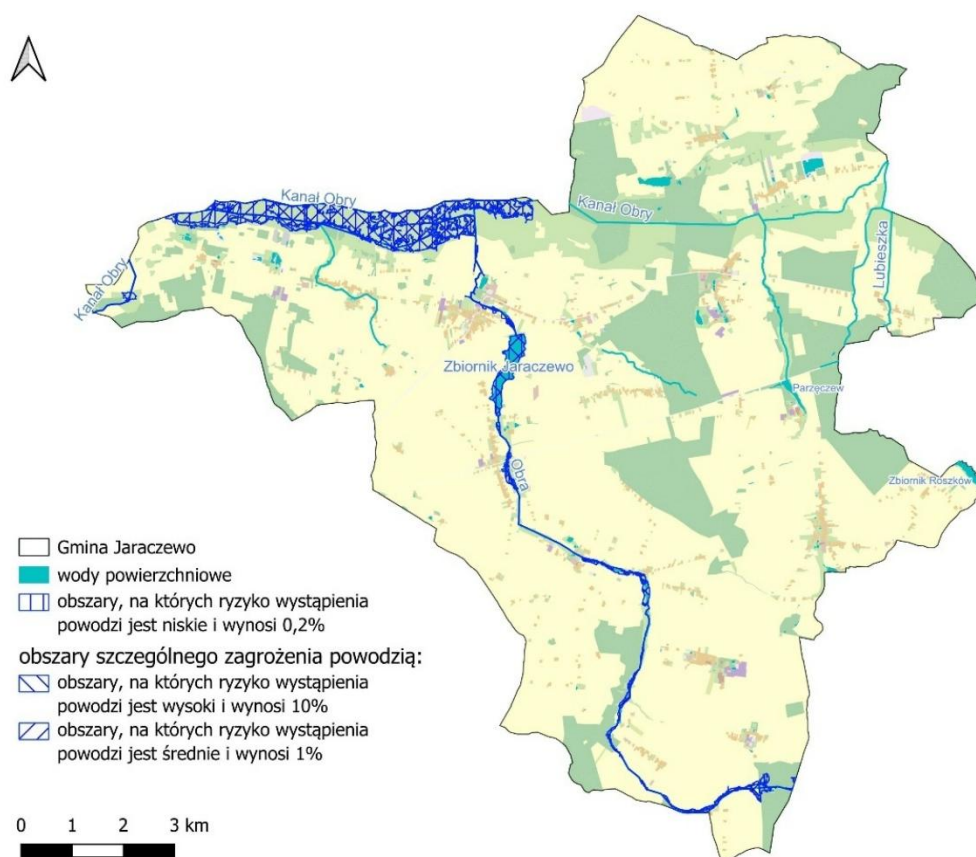 Kanał Obry
Kanał Obry
Lubieszka
Kanał Obry
Zbiornik Jaraczewo
Parzęczew
Obra
Zbiornik Roszków
Gmina Jaraczewo
wody powierzchniowe
obszary, na których ryzyko wystąpienia
powodzi jest niskie i wynosi 0,2%
obszary szczególnego zagrożenia powodzią:
obszary, na których ryzyko wystąpienia
powodzi jest wysoki i wynosi 10%
obszary, na których ryzyko wystąpienia
powodzi jest średnie i wynosi 1%
0 1 2 3 km